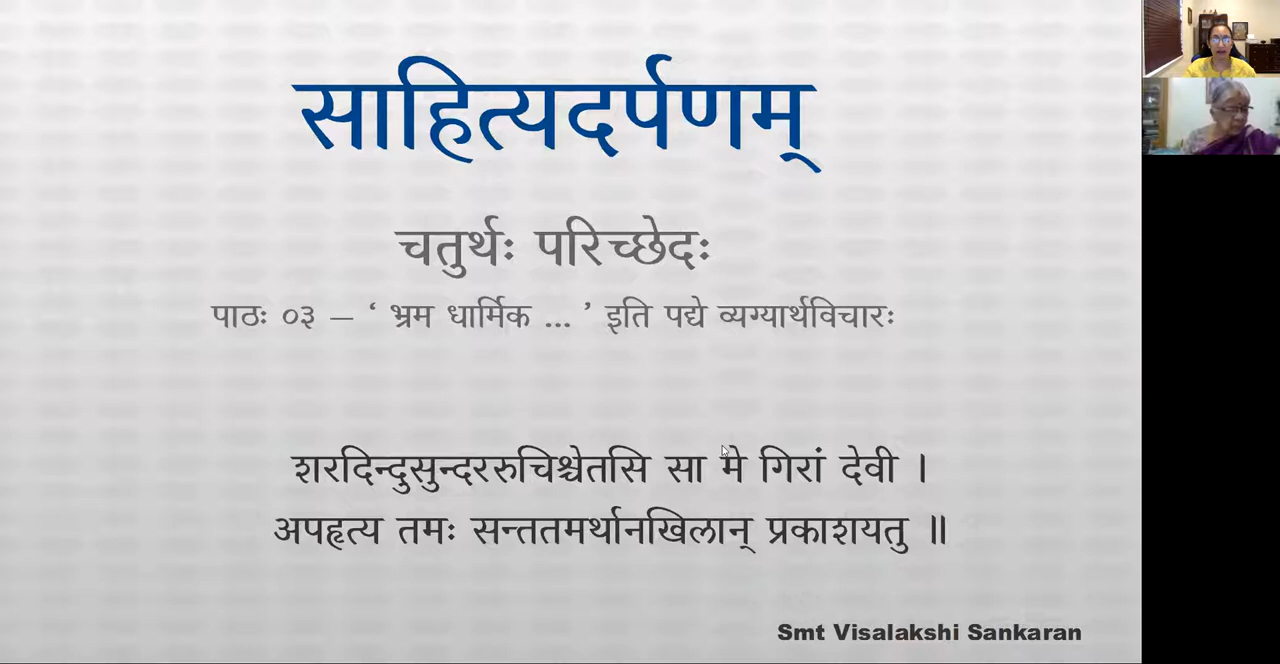 साहित्यदर्पणम्
चतुर्थः परिच्छेदः
पाठः ०३ – ‘ भ्रम धार्मिक ... ’ इति पद्ये व्यग्यार्थविचारः
शरदिन्दुसुन्दररुचिश्चेतसि सा मे गिरां देवी ।
अपहृत्य तमः सन्ततमर्थानखिलान् प्रकाशयतु ॥
Smt Visalakshi Sankaran